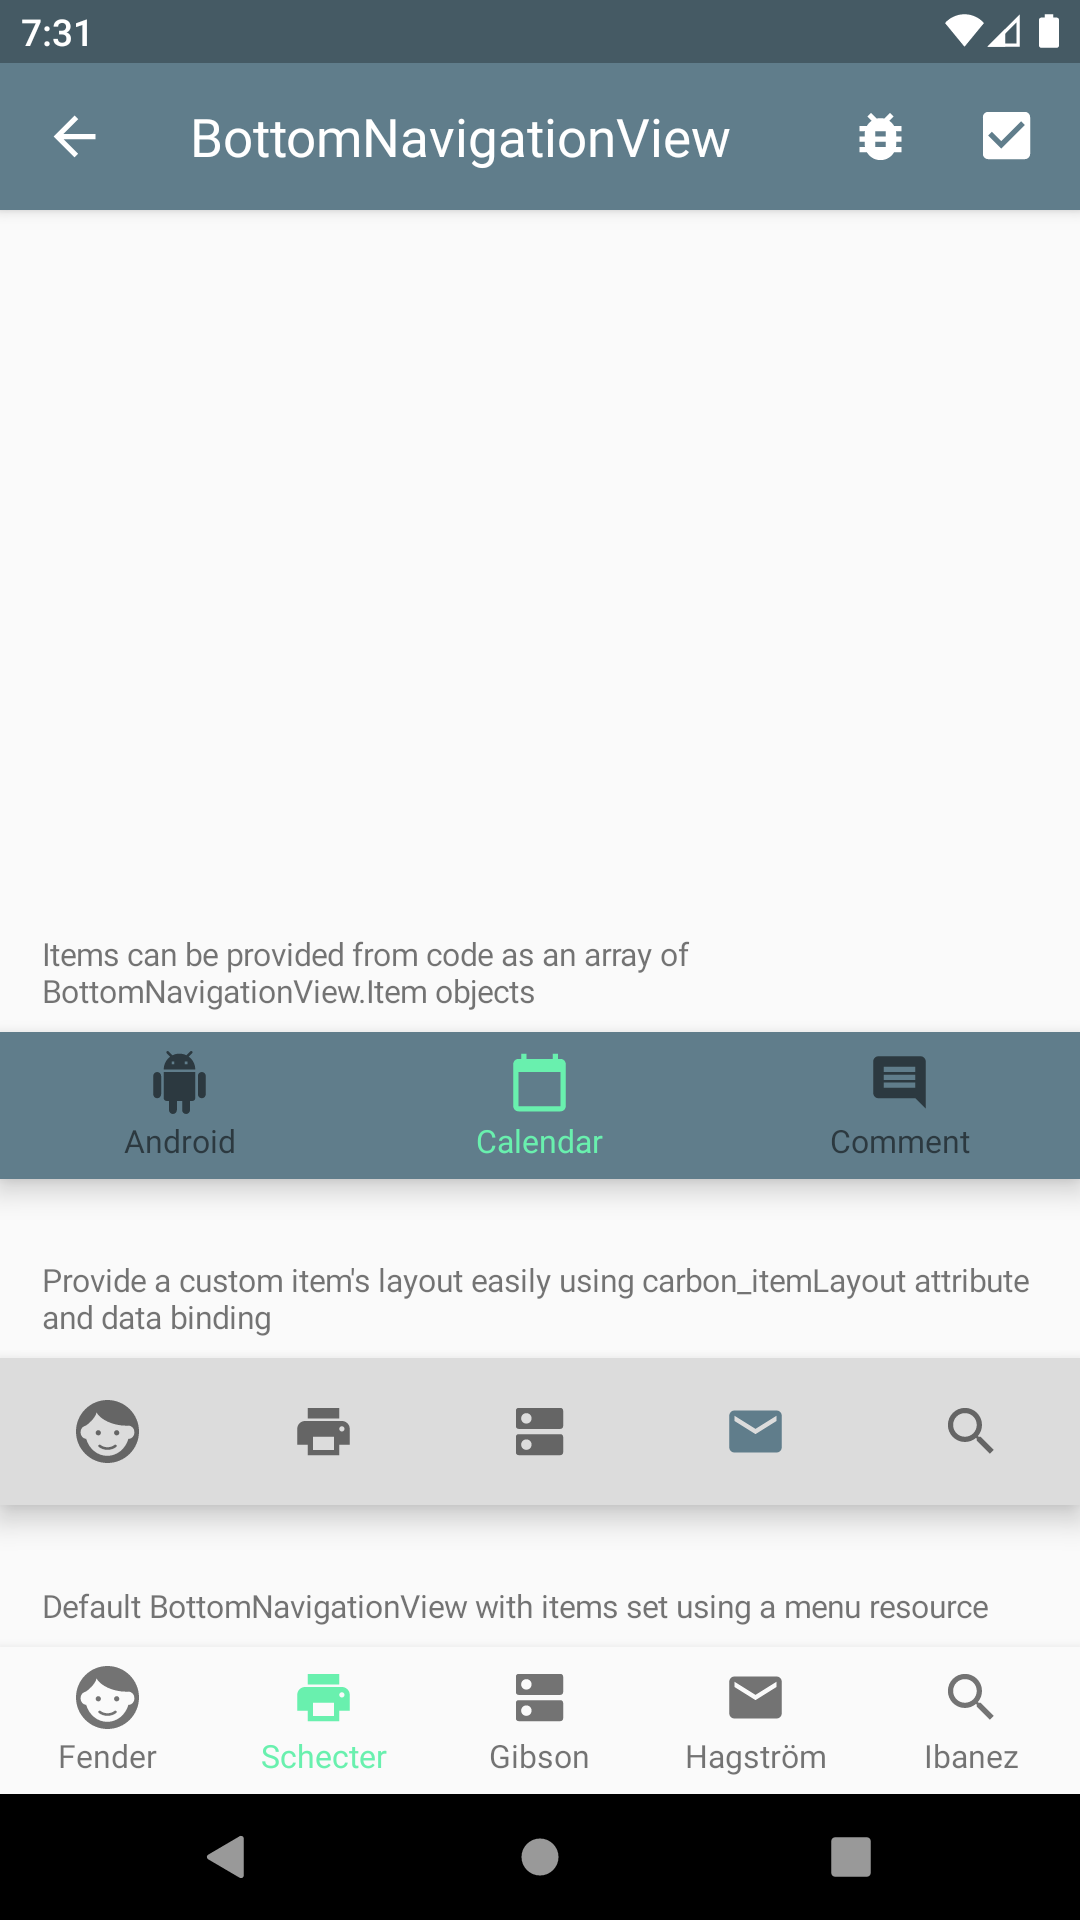 7:31
BottomNavigationView
Items can be provided from code as an array of
BottomNavigationView.Item objects
Android
Calendar
Comment
Provide a custom item's layout easily using carbon_itemLayout attribute
and data binding
Default BottomNavigationView with items set using a menu resource
Fender
Schecter
Gibson
Hagström
Ibanez